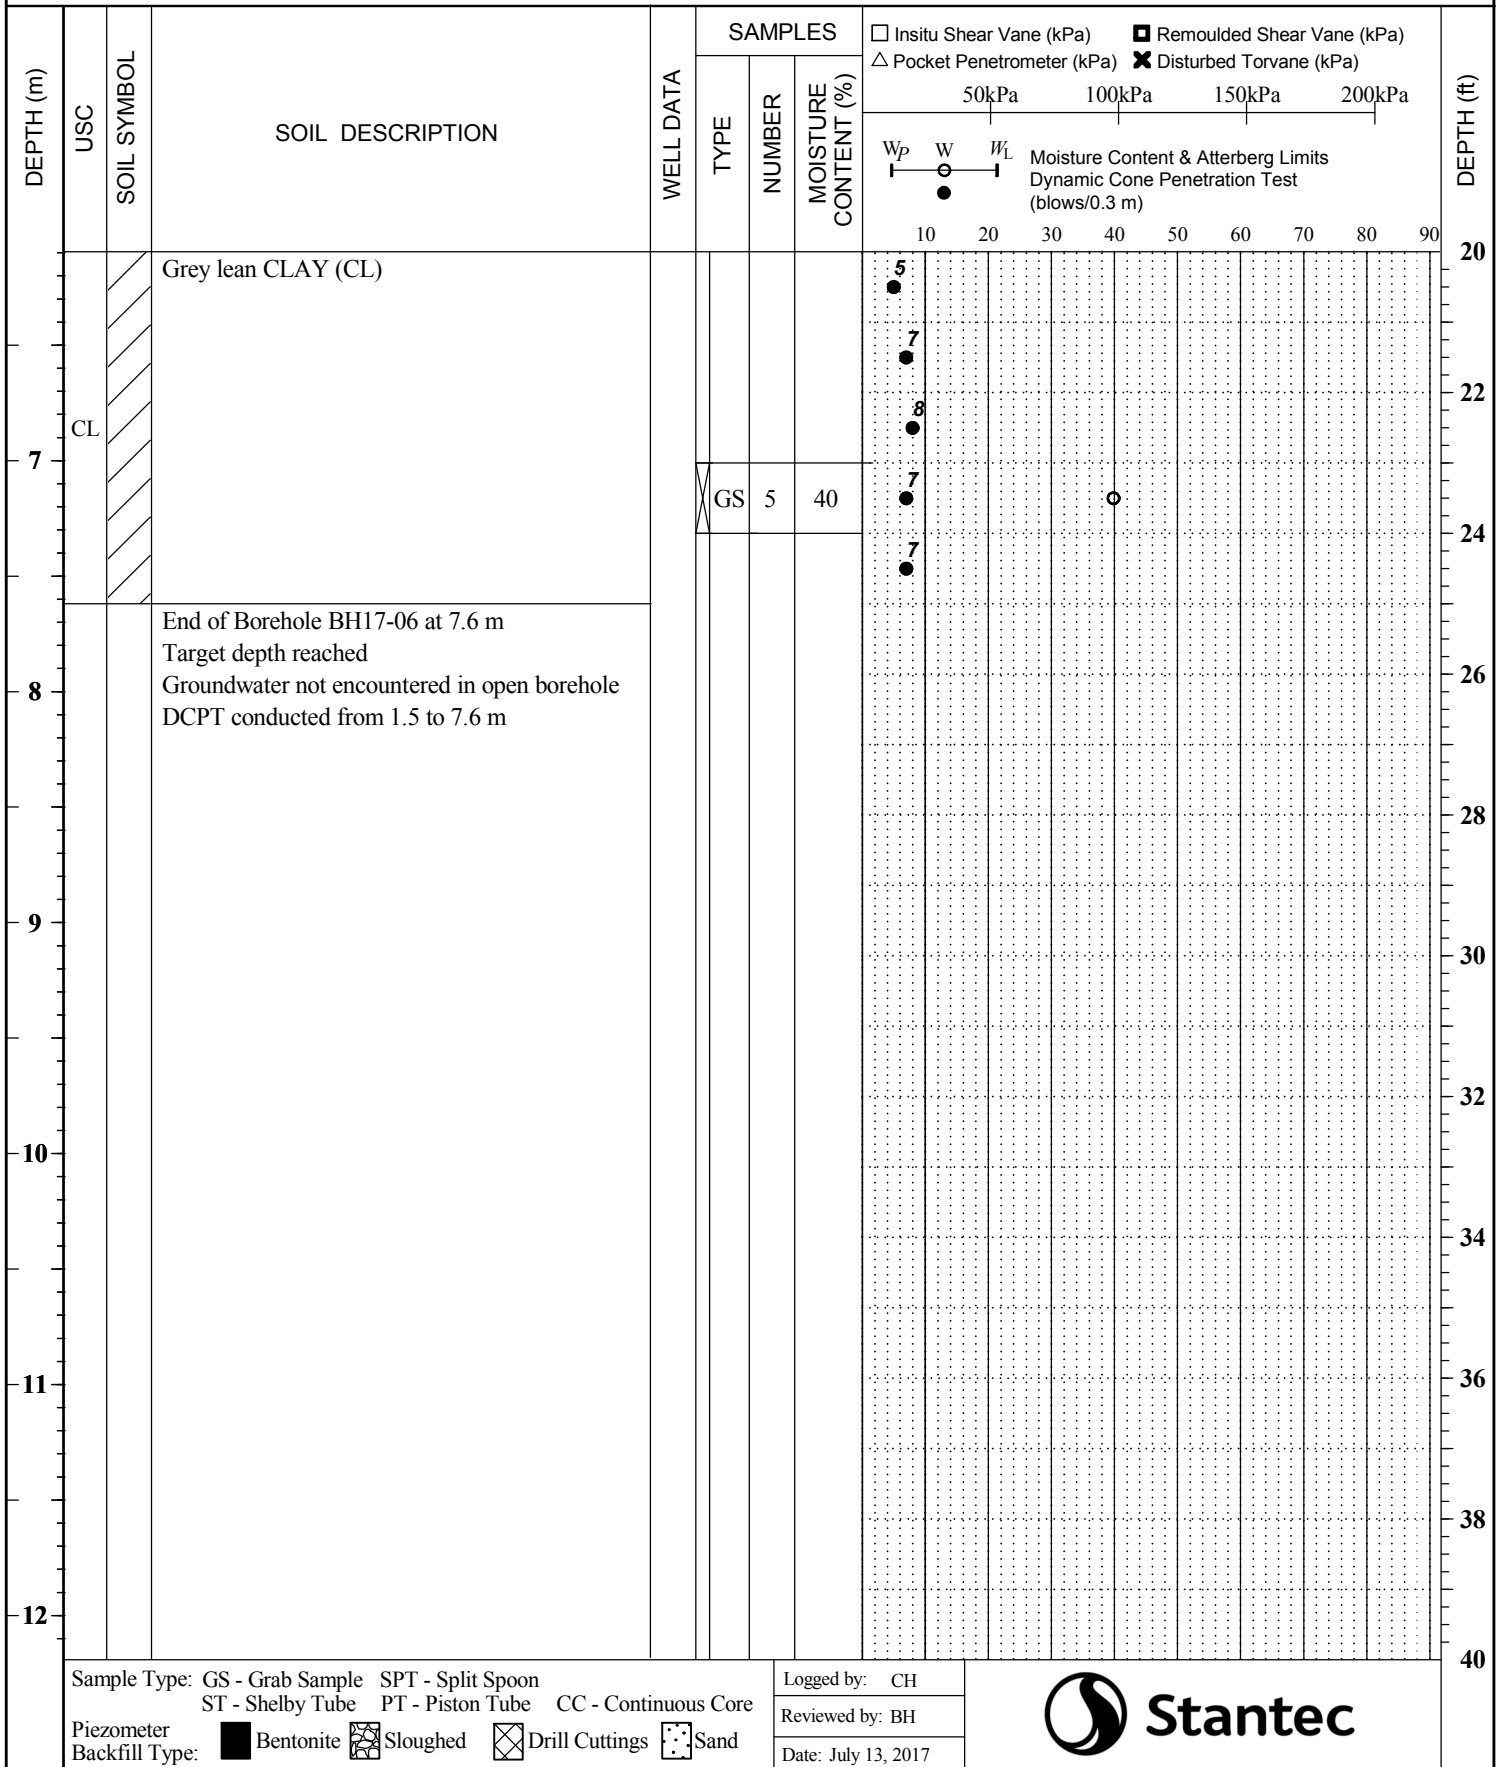 DEPTH (m)
USC
SOIL SYMBOL
SOIL DESCRIPTION
WELL DATA
SAMPLES
TYPE
NUMBER
MOISTURE
CONTENT (%)
Insitu Shear Vane (kPa)
Remoulded Shear Vane (kPa)
Pocket Penetrometer (kPa)
Disturbed Torvane (kPa)
50kPa 100kPa 150kPa 200kPa
WP W WL
Moisture Content & Atterberg Limits
Dynamic Cone Penetration Test
(blows/0.3 m)
10 20 30 40 50 60 70 80 90
DEPTH (ft)
20
Grey lean CLAY (CL)
5
7
22
8
CL
7
GS 5 40
7
24
7
End of Borehole BH17-06 at 7.6 m
Target depth reached
Groundwater not encountered in open borehole
DCPT conducted from 1.5 to 7.6 m
26
8
28
9
30
32
10
34
11
36
38
12
40
Sample Type: GS - Grab Sample SPT - Split Spoon
ST - Shelby Tube PT - Piston Tube CC - Continuous Core
Piezometer
Backfill Type:
Bentonite Sloughed Drill Cuttings Sand
Logged by: CH
Reviewed by: BH
Date: July 13, 2017
Stantec